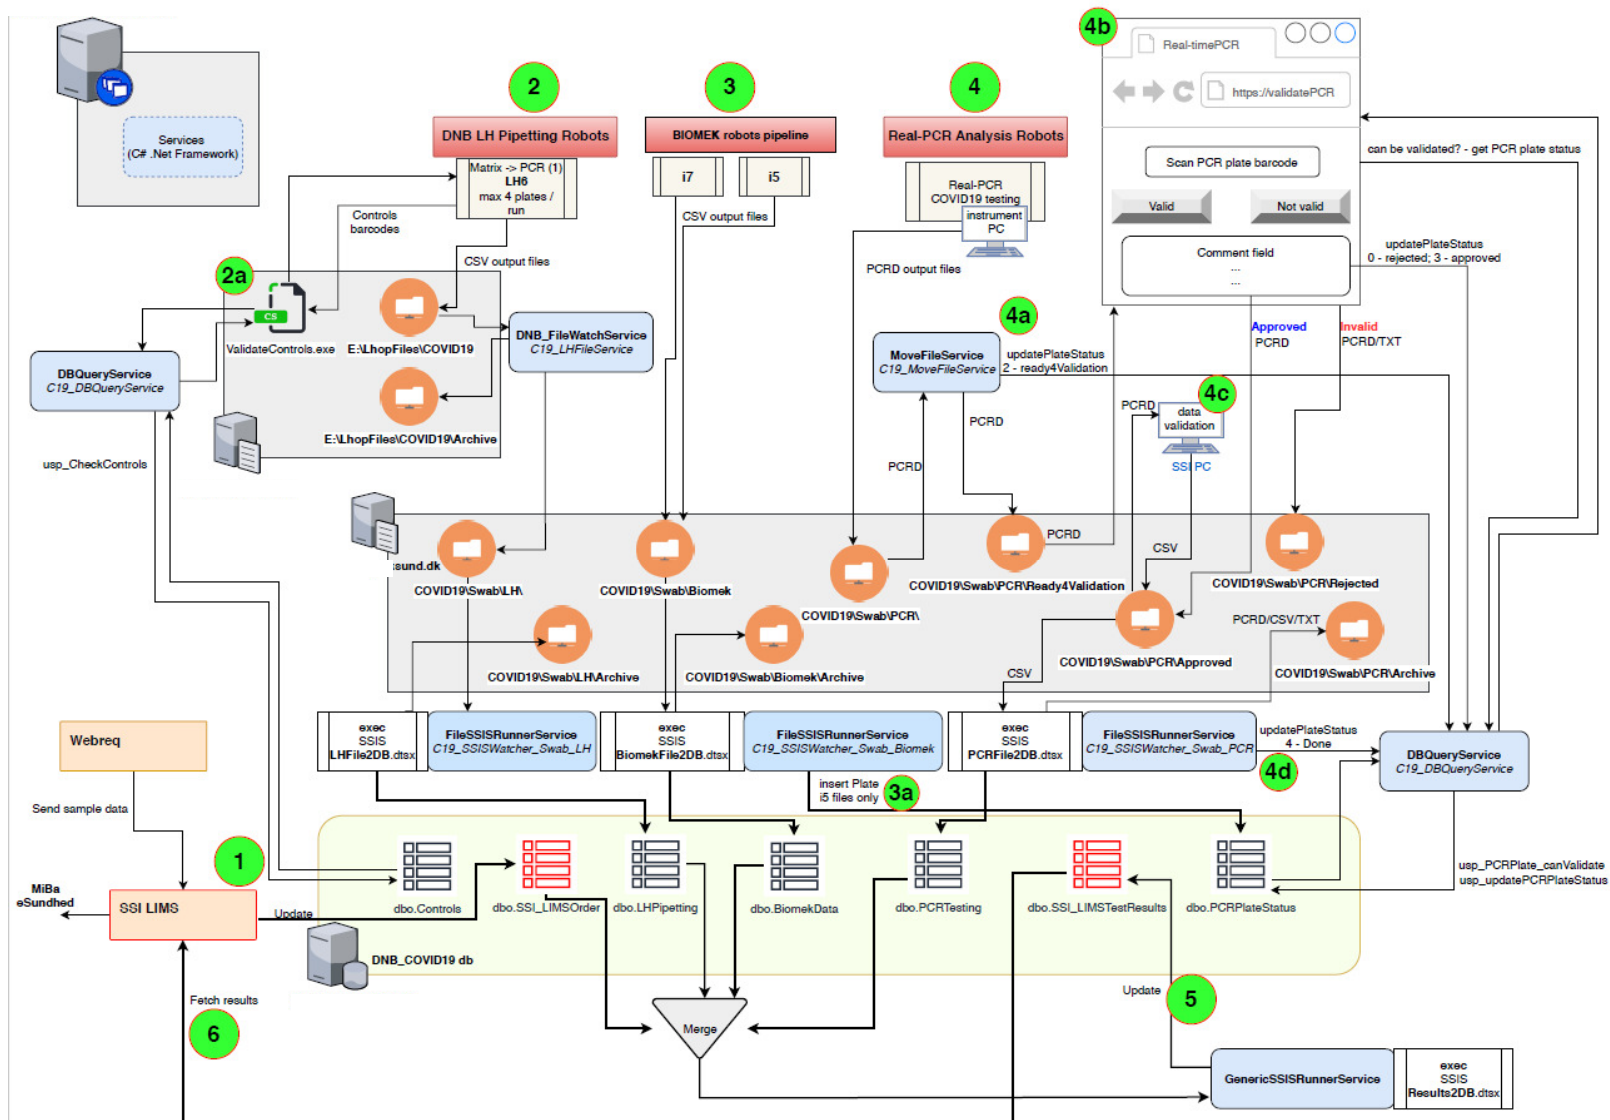 4b
Real-timePCR
https://validatePCR
Scan PCR plate barcode
Valid
Not valid
Comment field
...
...
Services
(C# .Net Framework)
2
DNB LH Pipetting Robots
Matrix -> PCR (1)
LH6
max 4 plates /
run
3
BIOMEK robots pipeline
i7
i5
CSV output files
4
Real-PCR Analysis Robots
Real-PCR
COVID19 testing
instrument
PC
PCRD output files
can be validated? - get PCR plate status
updatePlateStatus
0 - rejected; 3 - approved
Controls
barcodes
CSV output files
2a
CS
ValidateControls.exe
E:\LhopFiles\COVID19
E:\LhopFiles\COVID19\Archive
DNB_FileWatchService
C19_LHFileService
DBQueryService
C19_DBQueryService
usp_CheckControls
4a
MoveFileService
C19_MoveFileService
updatePlateStatus
2 - ready4Validation
PCRD
PCRD
Approved
PCRD
Invalid
PCRD/TXT
4c
PCRD
data
validation
SSI PC
CSV
sund.dk
COVID19\Swab\LH\
COVID19\Swab\Biomek
COVID19\Swab\PCR\
COVID19\Swab\PCR\Ready4Validation
PCRD
COVID19\Swab\PCR\Rejected
COVID19\Swab\LH\Archive
COVID19\Swab\Biomek\Archive
COVID19\Swab\PCR\Approved
PCRD/CSV/TXT
COVID19\Swab\PCR\Archive
CSV
exec
SSIS
LHFile2DB.dtsx
FileSSISRunnerService
C19_SSISWatcher_Swab_LH
exec
SSIS
BiomekFile2DB.dtsx
FileSSISRunnerService
C19_SSISWatcher_Swab_Biomek
exec
SSIS
PCRFile2DB.dtsx
FileSSISRunnerService
C19_SSISWatcher_Swab_PCR
updatePlateStatus
4 - Done
4d
DBQueryService
C19_DBQueryService
insert Plate
i5 files only
3a
Webreq
Send sample data
1
MiBa
eSundhed
SSI LIMS
Update
dbo.Controls
dbo.SSI_LIMSOrder
dbo.LHPipetting
dbo.BiomekData
dbo.PCRTesting
dbo.SSI_LIMSTestResults
dbo.PCRPlateStatus
usp_PCRPlate_canValidate
usp_updatePCRPlateStatus
DNB_COVID19 db
Fetch results
6
Merge
Update
5
GenericSSISRunnerService
exec
SSIS
Results2DB.dtsx